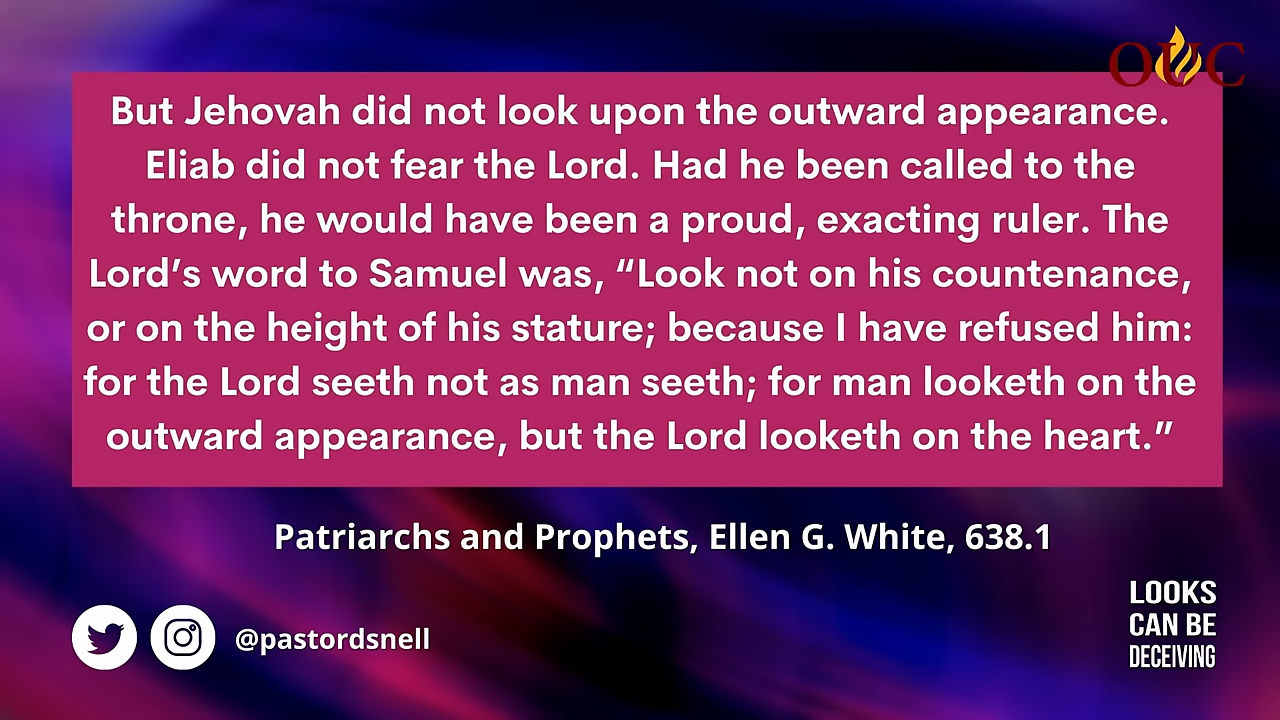 OUC
But Jehovah did not look upon the outward appearance.
Eliab did not fear the Lord. Had he been called to the
throne, he would have been a proud, exacting ruler. The
Lord’s word to Samuel was, “Look not on his countenance,
or on the height of his stature; because I have refused him:
for the Lord seeth not as man seeth; for man looketh on the
outward appearance, but the Lord looketh on the heart.”
Patriarchs and Prophets, Ellen G. White, 638.1
@pastordsnell
LOOKS
CAN BE
DECEIVING